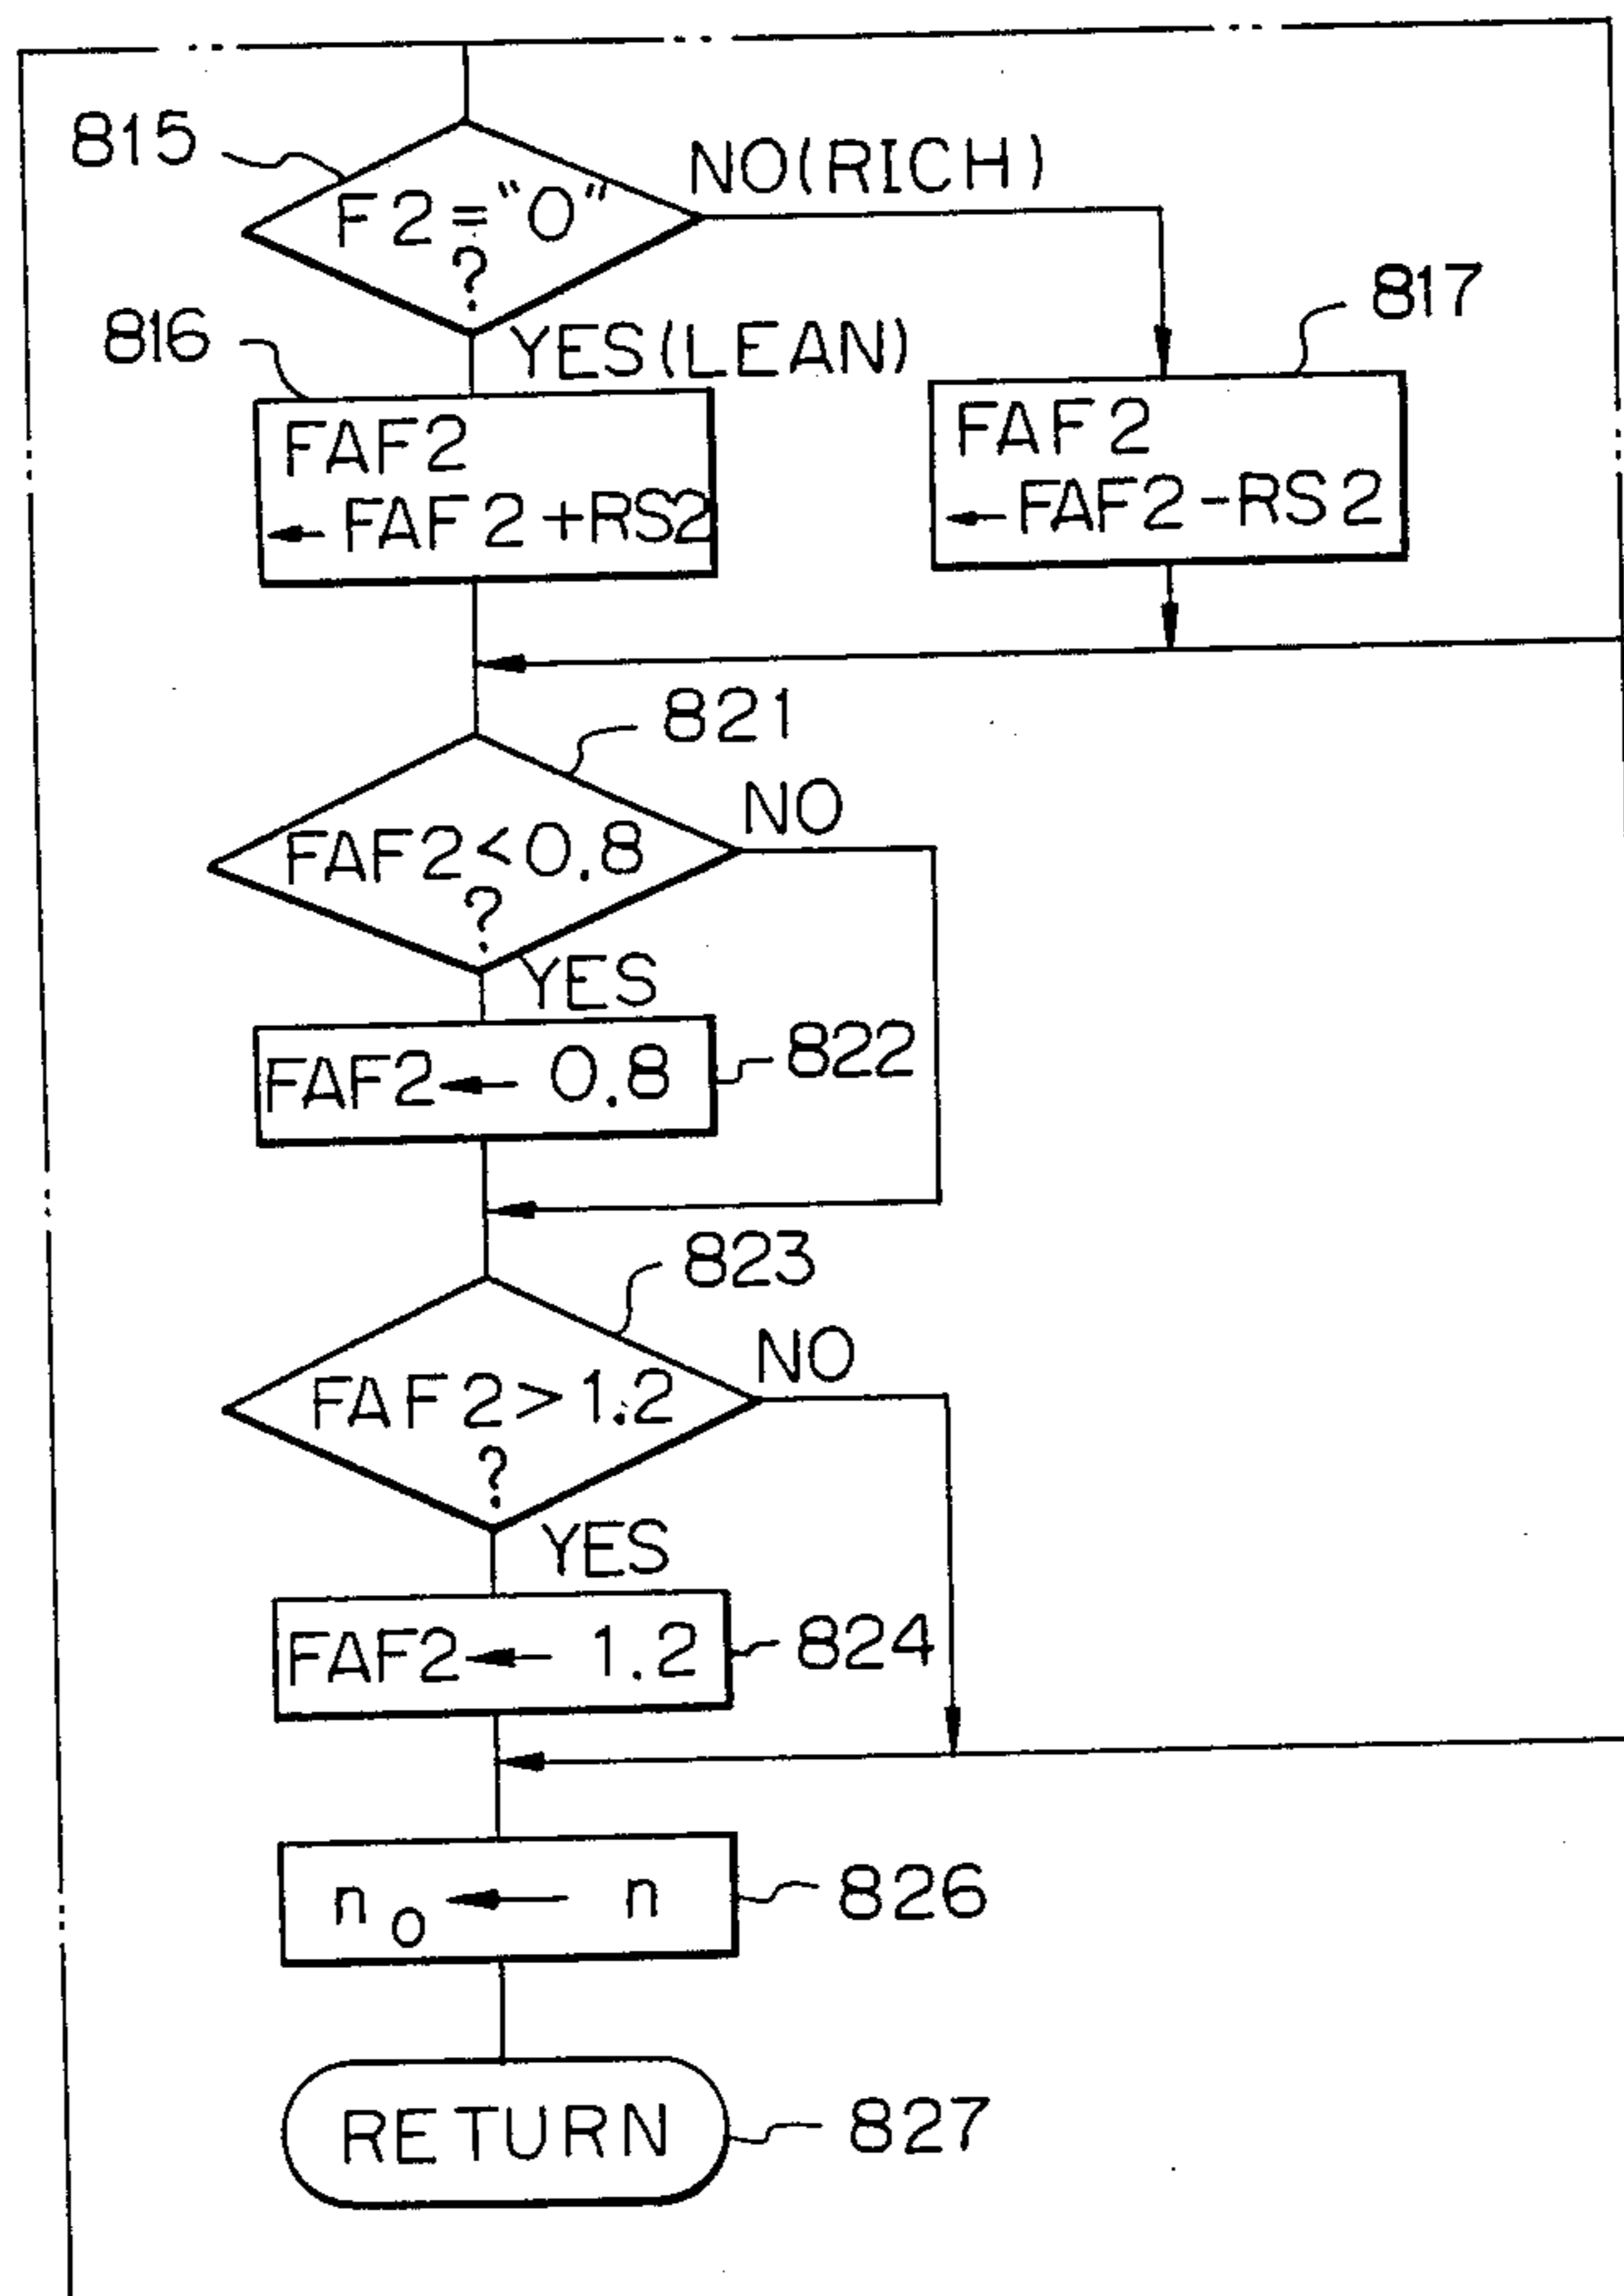 815
F2="0"
?
NO(RICH)
YES(LEAN)
816
FAF2
← FAF2+RS2
817
FAF2
← FAF2-RS2
821
FAF2<0.8
?
NO
YES
FAF2 ← 0.8
822
823
FAF2>1.2
?
NO
YES
FAF2 ← 1.2
824
n₀ ← n
826
RETURN
827